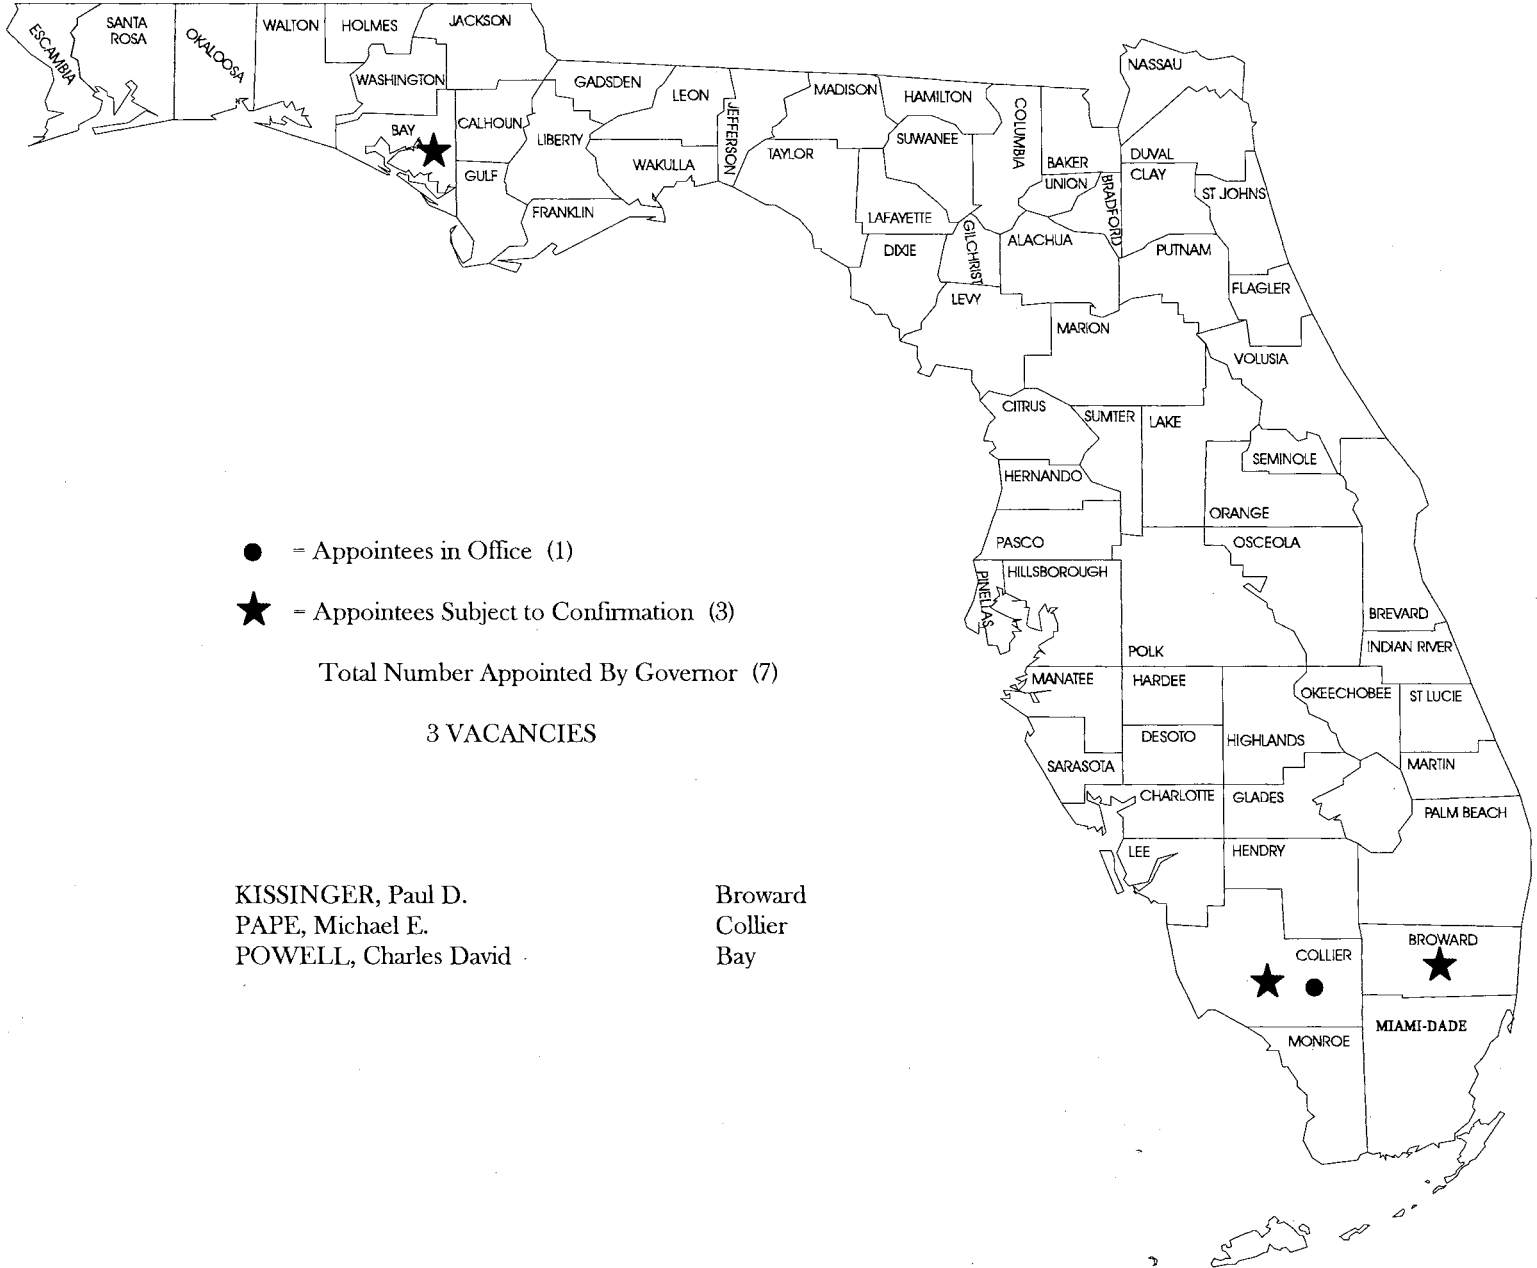 ESCAMBIA
SANTA
ROSA
OKALOOSA
WALTON
HOLMES
JACKSON
WASHINGTON
BAY
CALHOUN
GULF
LIBERTY
GADSDEN
FRANKLIN
LEON
WAKULLA
JEFFERSON
MADISON
TAYLOR
HAMILTON
SUWANEE
LAFAYETTE
DIXIE
COLUMBIA
GILCHRIST
LEVY
BAKER
UNION
BRADFORD
ALACHUA
NASSAU
DUVAL
CLAY
ST JOHNS
PUTNAM
FLAGLER
MARION
VOLUSIA
CITRUS
SUMTER
LAKE
HERNANDO
SEMINOLE
ORANGE
PASCO
OSCEOLA
HILLSBOROUGH
PINELLAS
POLK
BREVARD
INDIAN RIVER
MANATEE
HARDEE
OKEECHOBEE
ST LUCIE
DESOTO
HIGHLANDS
SARASOTA
MARTIN
CHARLOTTE
GLADES
PALM BEACH
LEE
HENDRY
COLLIER
BROWARD
MIAMI-DADE
MONROE
= Appointees in Office (1)
= Appointees Subject to Confirmation (3)
Total Number Appointed By Governor (7)
3 VACANCIES
KISSINGER, Paul D. Broward
PAPE, Michael E. Collier
POWELL, Charles David Bay